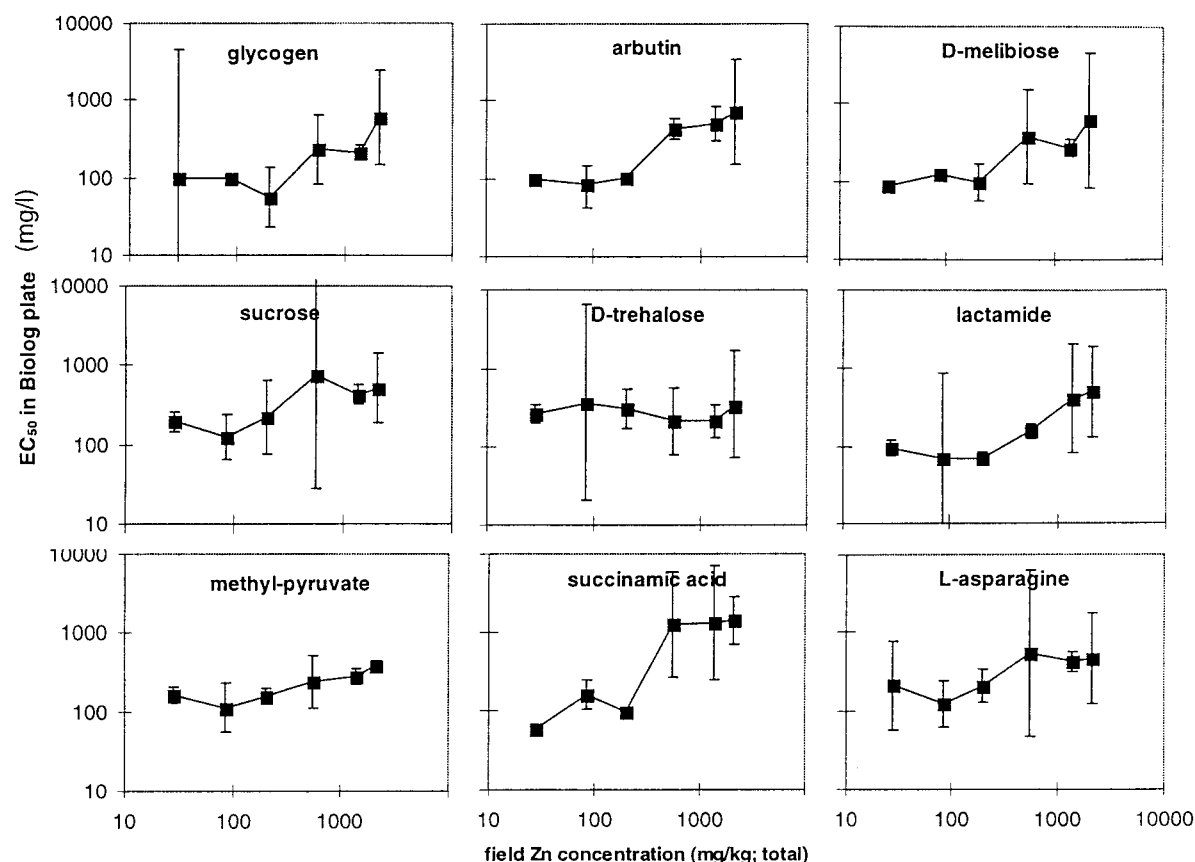 10000
1000
100
10
glycogen
arbutin
D-melibiose
EC₅₀ in Biolog plate (mg/l)
10000
1000
100
10
sucrose
D-trehalose
lactamide
10000
1000
100
10
methyl-pyruvate
succinamic acid
L-asparagine
10 100 1000 10 100 1000 10 100 1000 10000
field Zn concentration (mg/kg; total)